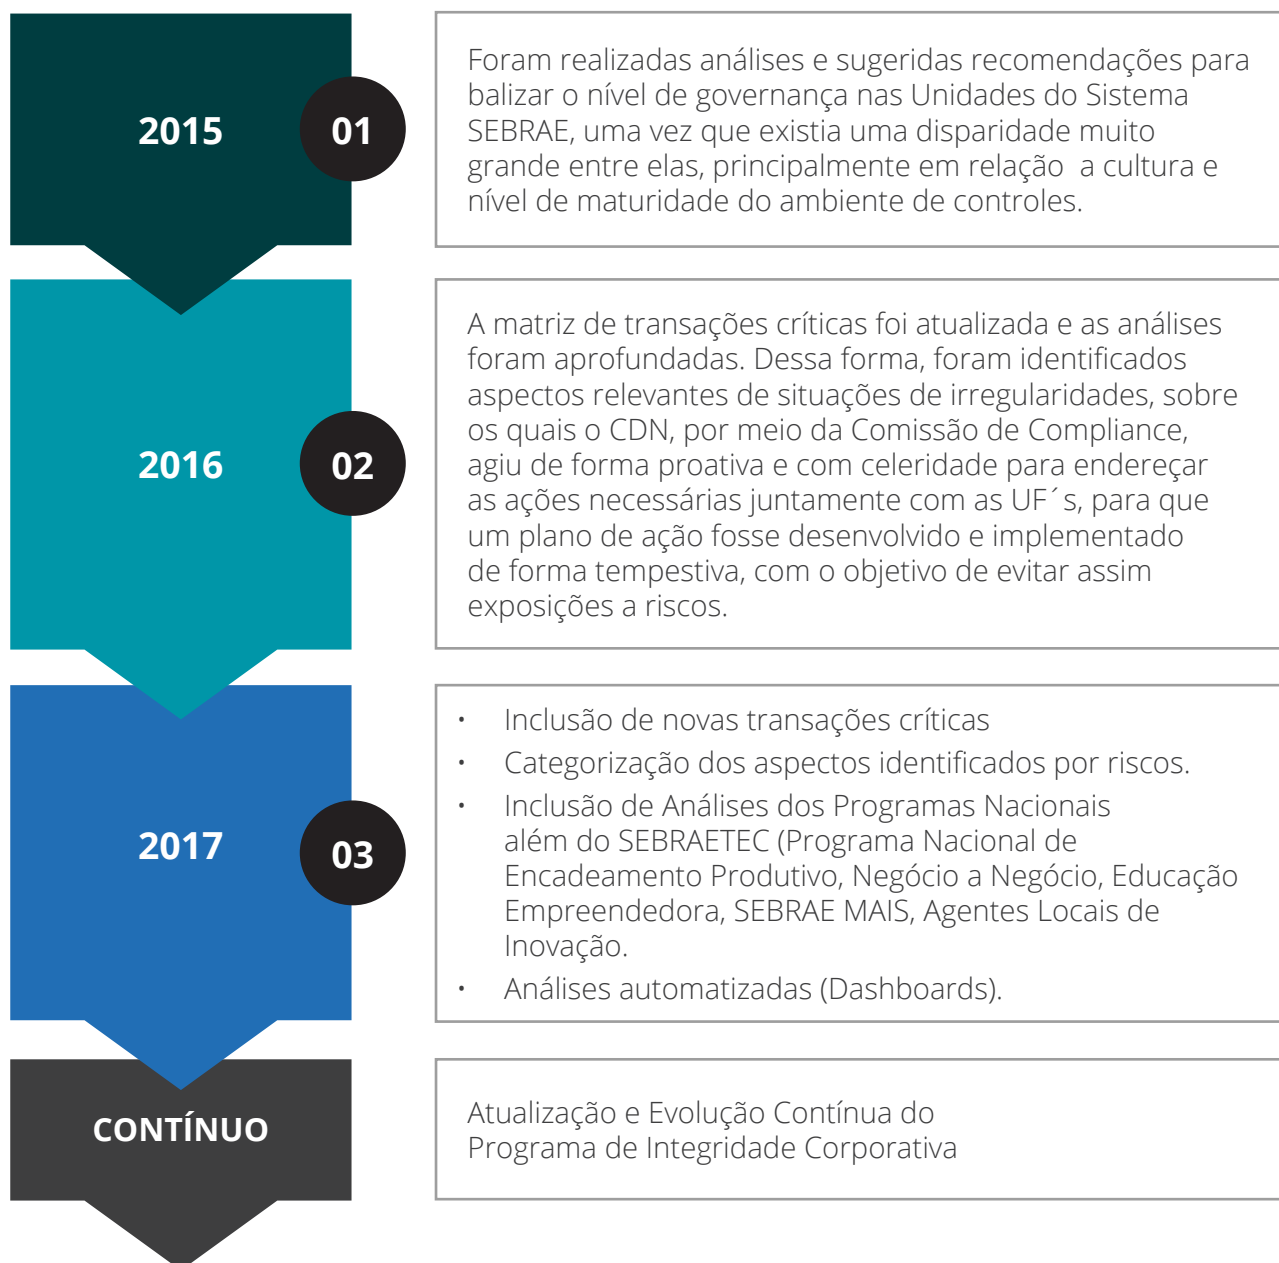 2015
01
Foram realizadas análises e sugeridas recomendações para
balizar o nível de governança nas Unidades do Sistema
SEBRAE, uma vez que existia uma disparidade muito
grande entre elas, principalmente em relação  a cultura e
nível de maturidade do ambiente de controles.
2016
02
A matriz de transações críticas foi atualizada e as análises
foram aprofundadas. Dessa forma, foram identificados
aspectos relevantes de situações de irregularidades, sobre
os quais o CDN, por meio da Comissão de Compliance,
agiu de forma proativa e com celeridade para endereçar
as ações necessárias juntamente com as UF´s, para que
um plano de ação fosse desenvolvido e implementado
de forma tempestiva, com o objetivo de evitar assim
exposições a riscos.
2017
03
• Inclusão de novas transações críticas
• Categorização dos aspectos identificados por riscos.
• Inclusão de Análises dos Programas Nacionais
além do SEBRAETEC (Programa Nacional de
Encadeamento Produtivo, Negócio a Negócio, Educação
Empreendedora, SEBRAE MAIS, Agentes Locais de
Inovação.
• Análises automatizadas (Dashboards).
CONTÍNUO
Atualização e Evolução Contínua do
Programa de Integridade Corporativa